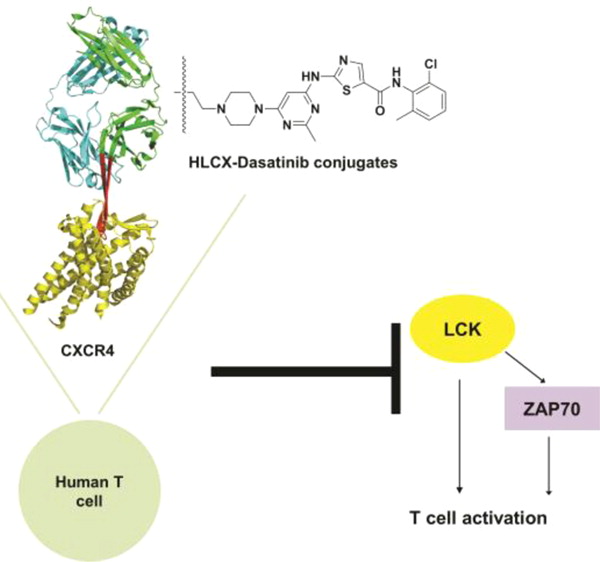 Cl
N
H
HN
N
N
N
N
S
N
O
N
HLCX-Dasatinib conjugates
CXCR4
LCK
ZAP70
Human T
cell
T cell activation